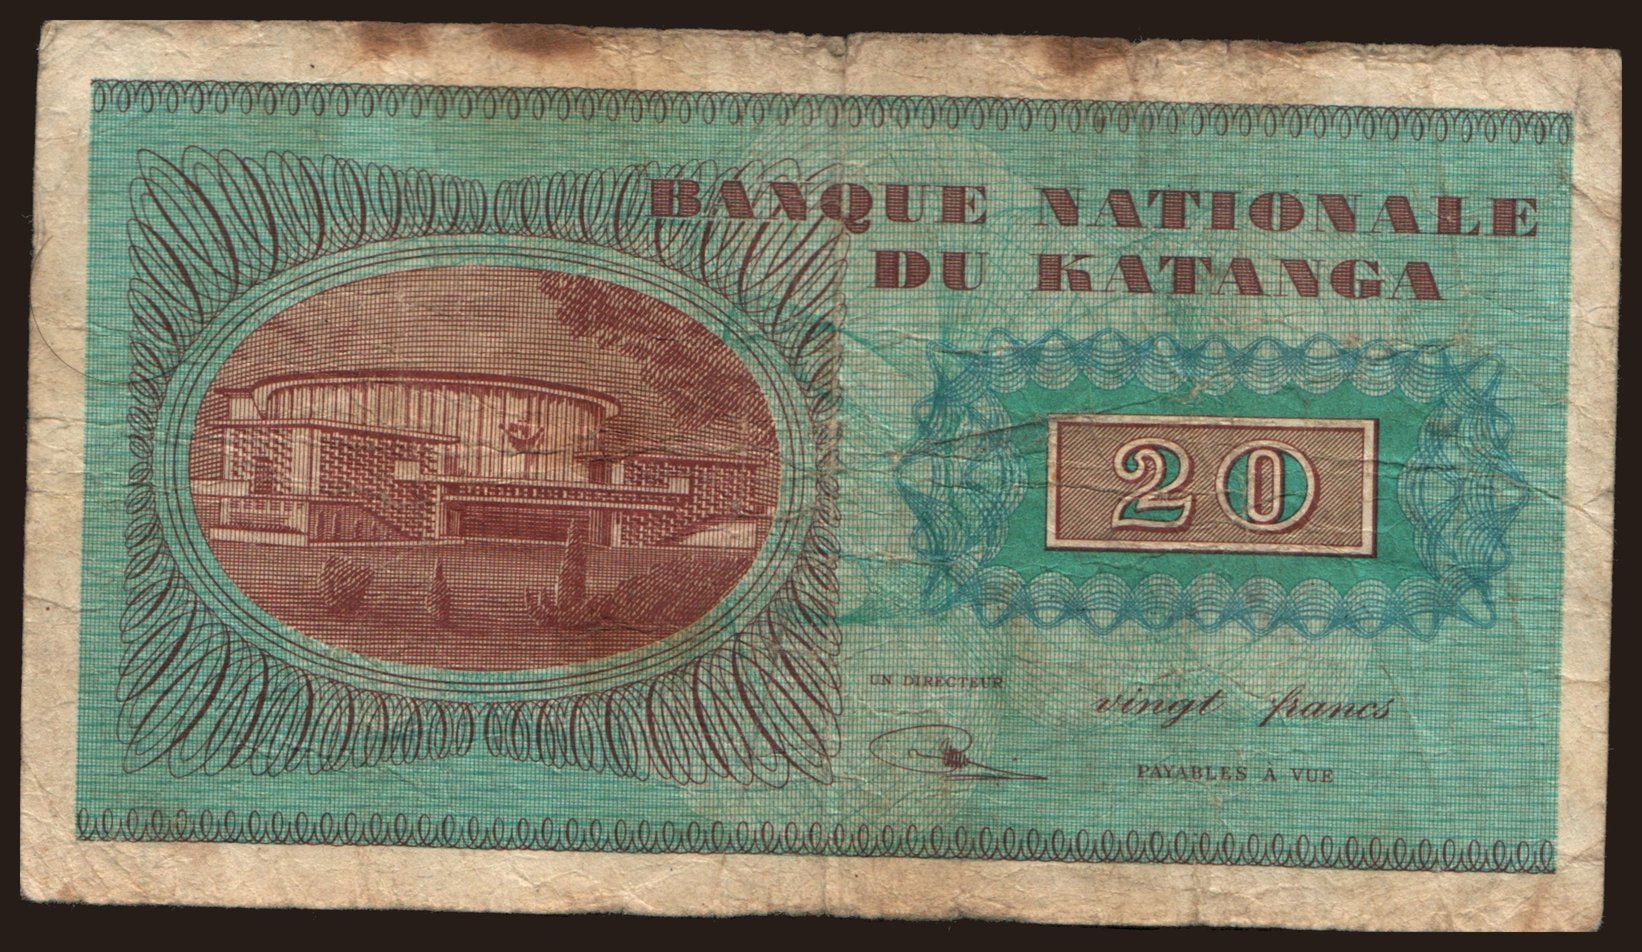 BANQUE NATIONALE
DU KATANGA
20
UN DIRECTEUR
vingt francs
PAYABLES À VUE